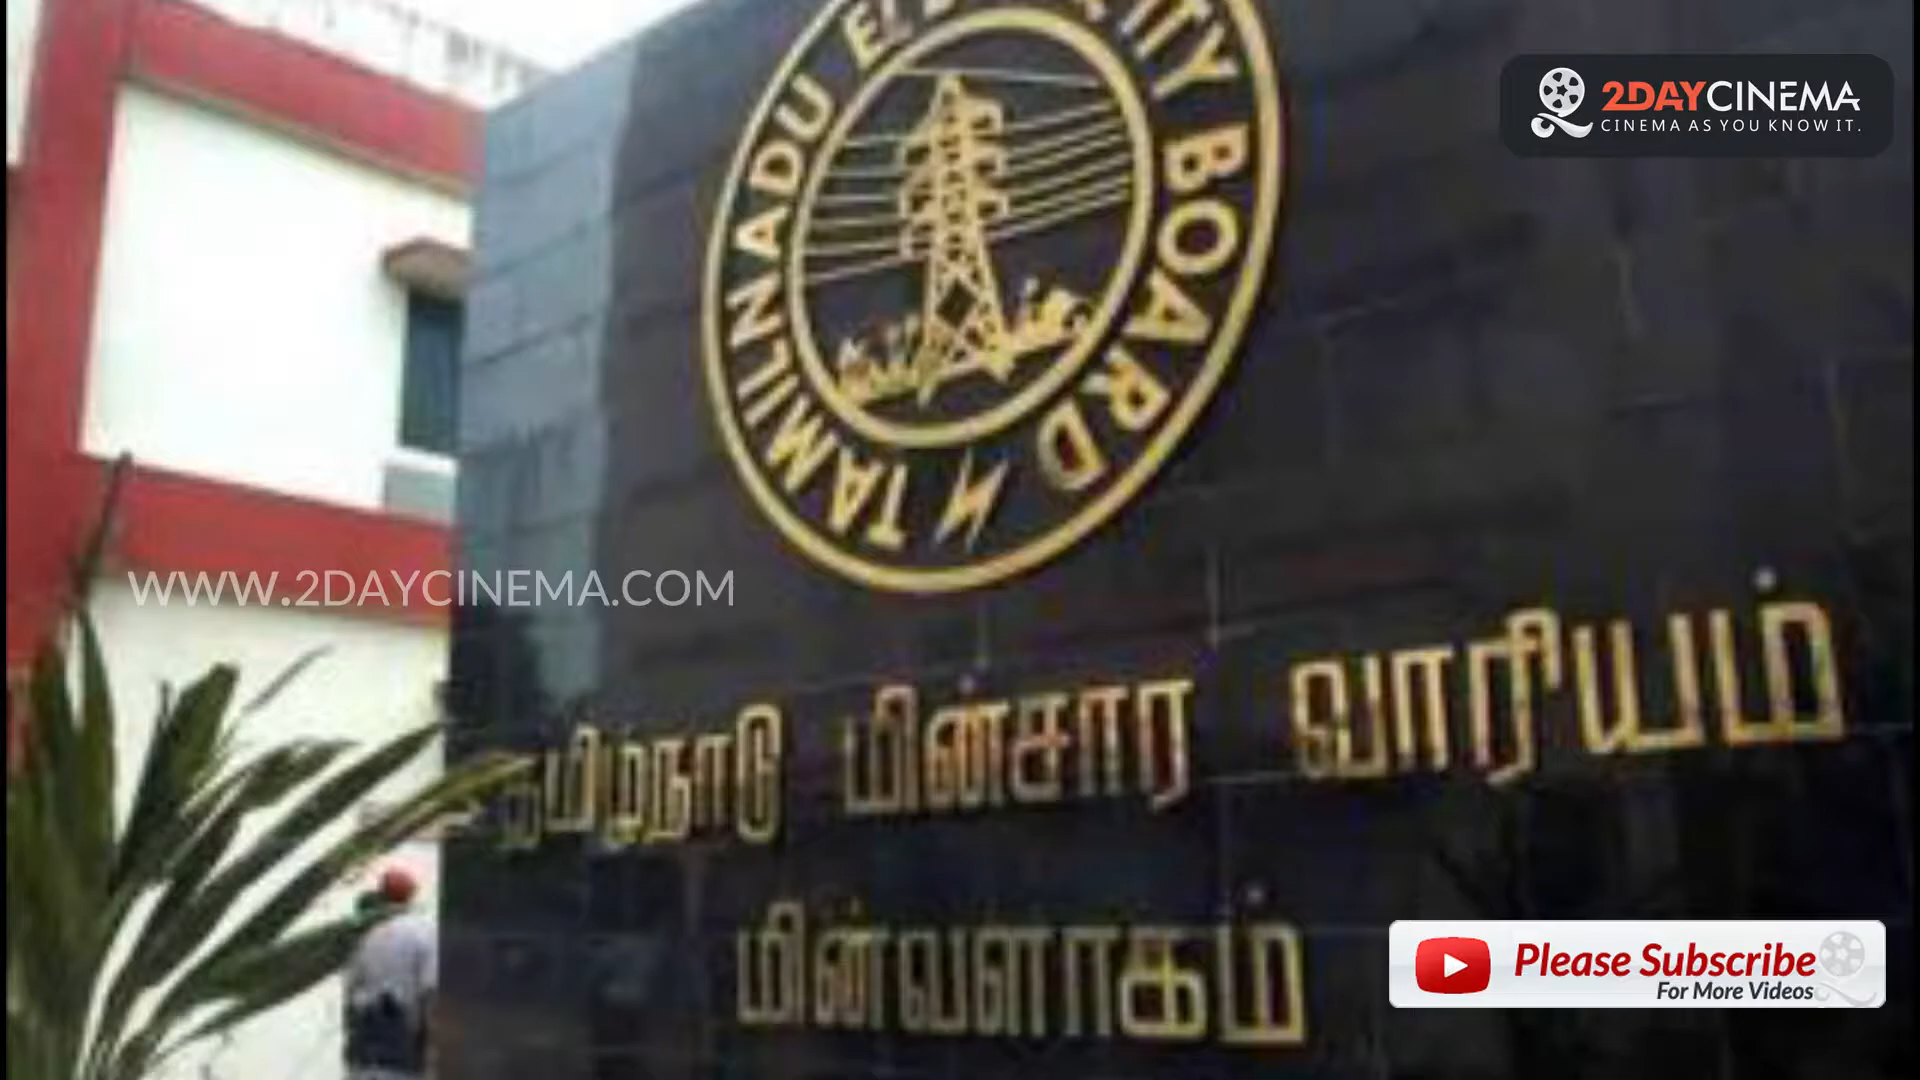 TAMILNADU E
ITY BOARD
2DAYCINEMA
CINEMA AS YOU KNOW IT.
WWW.2DAYCINEMA.COM
தமிழ்நாடு மின்சார வாரியம்
மின்வளாகம்
Please Subscribe
For More Videos